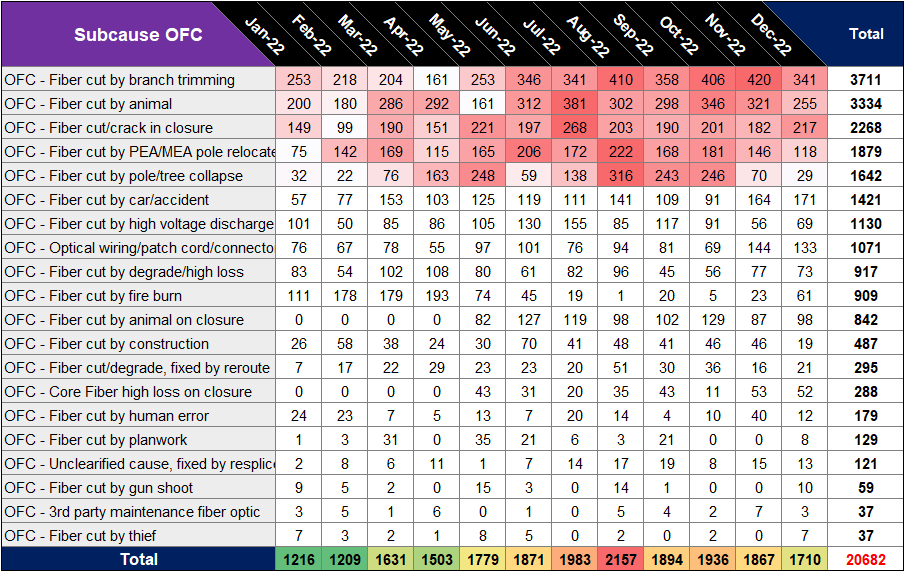 Subcause OFC Jan-22 Feb-22 Mar-22 Apr-22 May-22 Jun-22 Jul-22 Aug-22 Sep-22 Oct-22 Nov-22 Dec-22 Total
OFC - Fiber cut by branch trimming 253 218 204 161 253 346 341 410 358 406 420 341 3711
OFC - Fiber cut by animal 200 180 286 292 161 312 381 302 298 346 321 255 3334
OFC - Fiber cut/crack in closure 149 99 190 151 221 197 268 203 190 201 182 217 2268
OFC - Fiber cut by PEA/MEA pole relocate 75 142 169 115 165 206 172 222 168 181 146 118 1879
OFC - Fiber cut by pole/tree collapse 32 22 76 163 248 59 138 316 243 246 70 29 1642
OFC - Fiber cut by car/accident 57 77 153 103 125 119 111 141 109 91 164 171 1421
OFC - Fiber cut by high voltage discharge 101 50 85 86 105 130 155 85 117 91 56 69 1130
OFC - Optical wiring/patch cord/connector 76 67 78 55 97 101 76 94 81 69 144 133 1071
OFC - Fiber cut by degrade/high loss 83 54 102 108 80 61 82 96 45 56 77 73 917
OFC - Fiber cut by fire burn 111 178 179 193 74 45 19 1 20 5 23 61 909
OFC - Fiber cut by animal on closure 0 0 0 0 82 127 119 98 102 129 87 98 842
OFC - Fiber cut by construction 26 58 38 24 30 70 41 48 41 46 46 19 487
OFC - Fiber cut/degrade, fixed by reroute 7 17 22 29 23 23 20 51 30 36 16 21 295
OFC - Core Fiber high loss on closure 0 0 0 0 43 31 20 35 43 11 53 52 288
OFC - Fiber cut by human error 24 23 7 5 13 7 20 14 4 10 40 12 179
OFC - Fiber cut by planwork 1 3 31 0 35 21 6 3 21 0 0 8 129
OFC - Unclearified cause, fixed by resplice 2 8 6 11 1 7 14 17 19 8 15 13 121
OFC - Fiber cut by gun shoot 9 5 2 0 15 3 0 14 1 0 0 10 59
OFC - 3rd party maintenance fiber optic 3 5 1 6 0 1 0 5 4 2 7 3 37
OFC - Fiber cut by thief 7 3 2 1 8 5 0 2 0 2 0 7 37
Total 1216 1209 1631 1503 1779 1871 1983 2157 1894 1936 1867 1710 20682